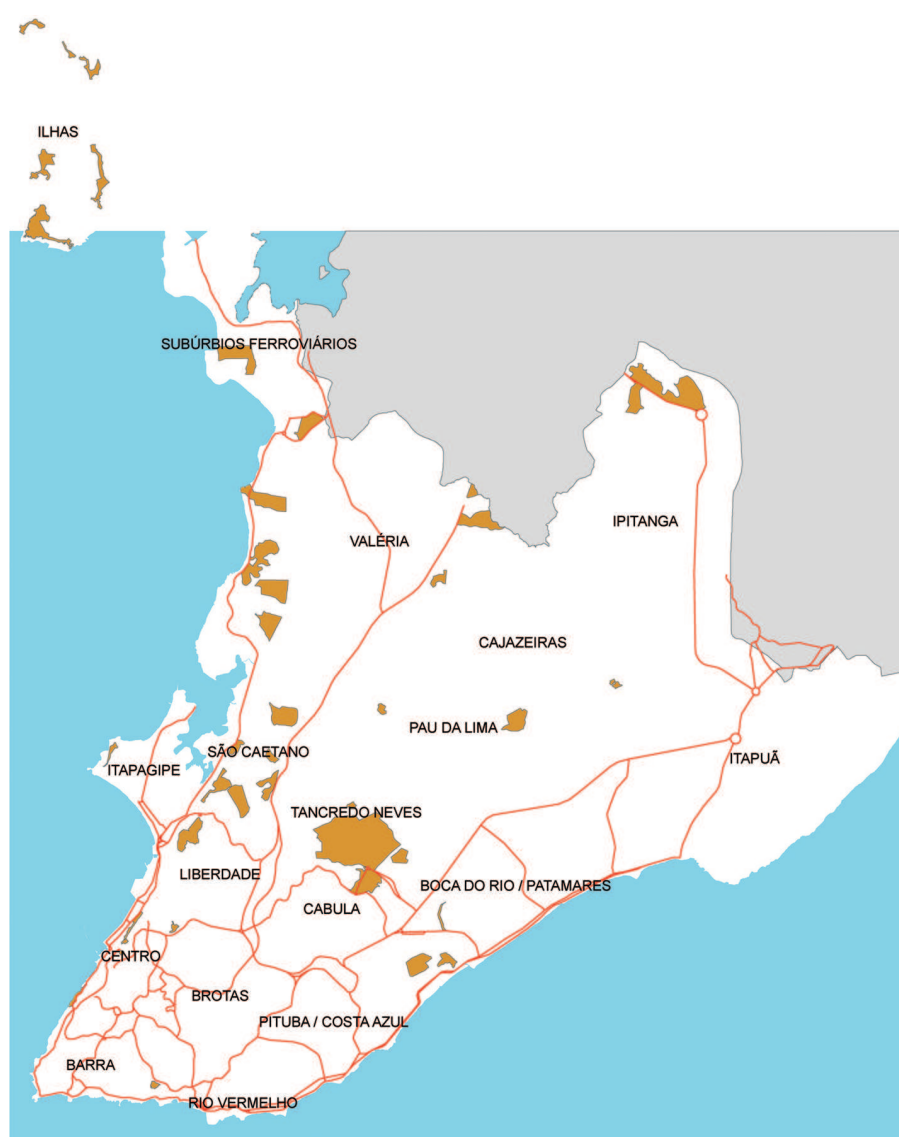 ILHAS
SUBÚRBIOS FERROVIÁRIOS
IPITANGA
VALÉRIA
CAJAZEIRAS
PAU DA LIMA
SÃO CAETANO
ITAPUÃ
ITAPAGIPE
TANCREDO NEVES
LIBERDADE
BOCA DO RIO / PATAMARES
CABULA
CENTRO
BROTAS
PITUBA / COSTA AZUL
BARRA
RIO VERMELHO